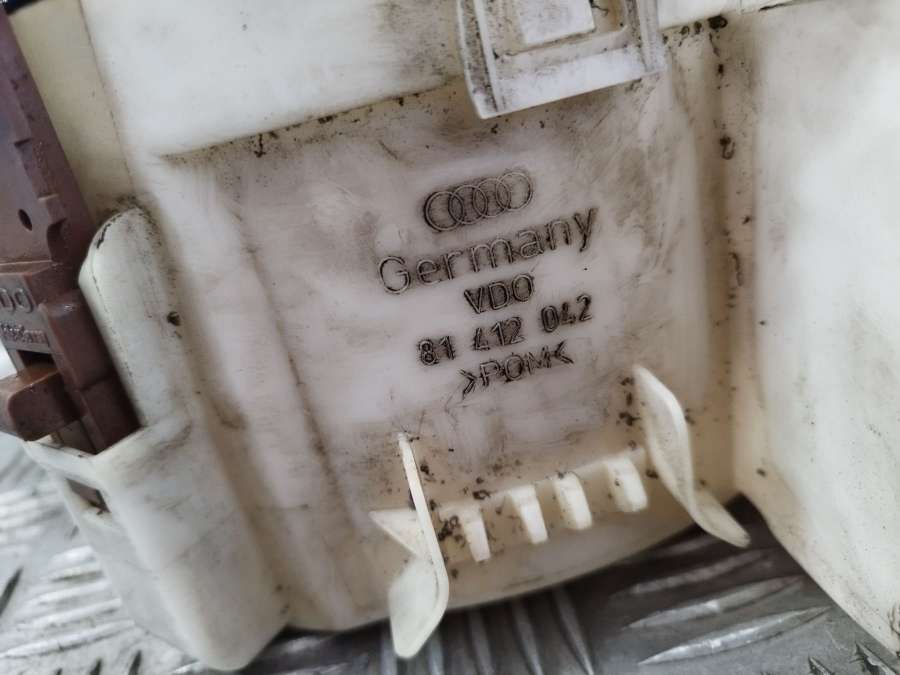 Germany
VDO
81 412 042
>POM<